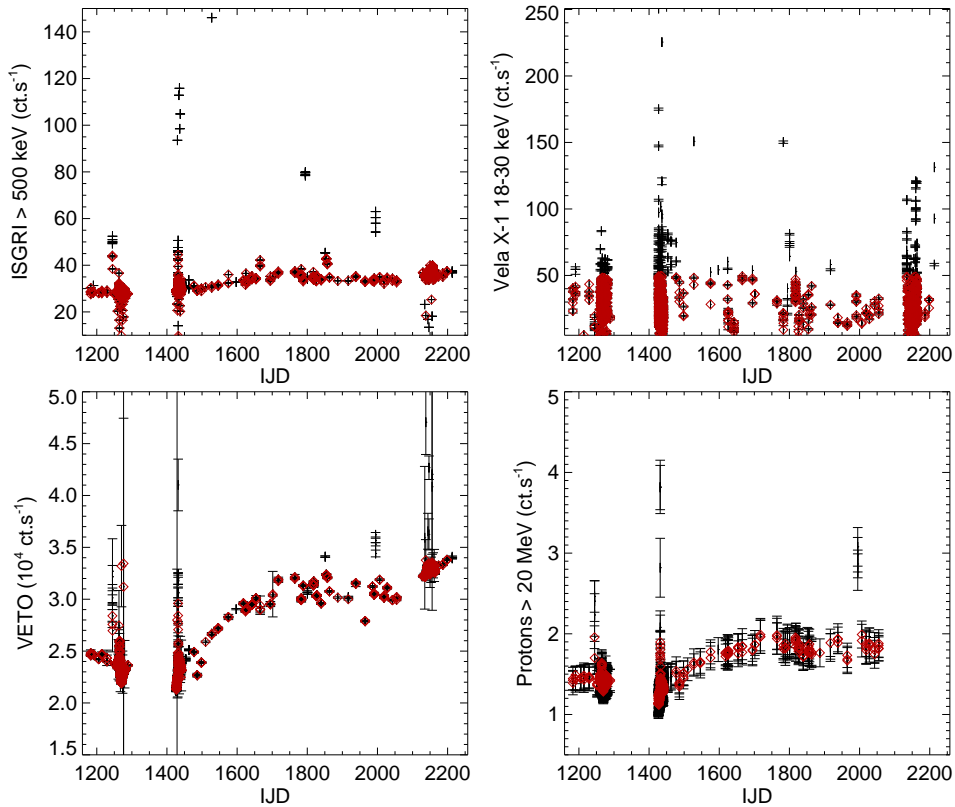 ISGRI > 500 keV (ct.s⁻¹)
140
120
100
80
60
40
20
1200 1400 1600 1800 2000 2200
IJD
Vela X-1 18-30 keV (ct.s⁻¹)
250
200
150
100
50
1200 1400 1600 1800 2000 2200
IJD
VETO (10⁴ ct.s⁻¹)
5.0
4.5
4.0
3.5
3.0
2.5
2.0
1.5
1200 1400 1600 1800 2000 2200
IJD
Protons > 20 MeV (ct.s⁻¹)
5
4
3
2
1
1200 1400 1600 1800 2000 2200
IJD